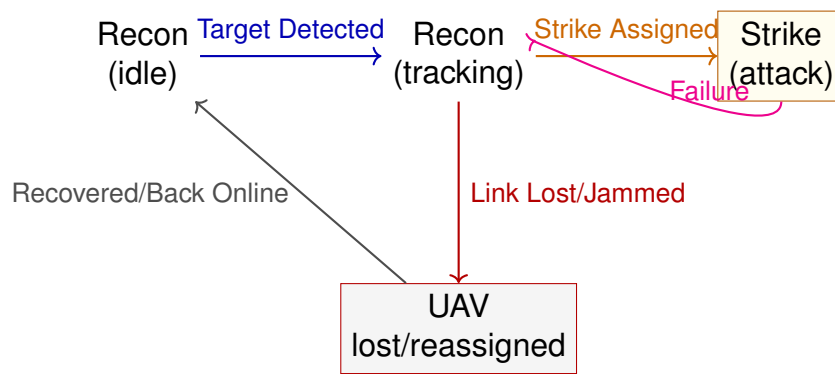 Recon
(idle)
Target Detected
Recon
(tracking)
Strike Assigned
Strike
(attack)
Failure
Recovered/Back Online
Link Lost/Jammed
UAV
lost/reassigned